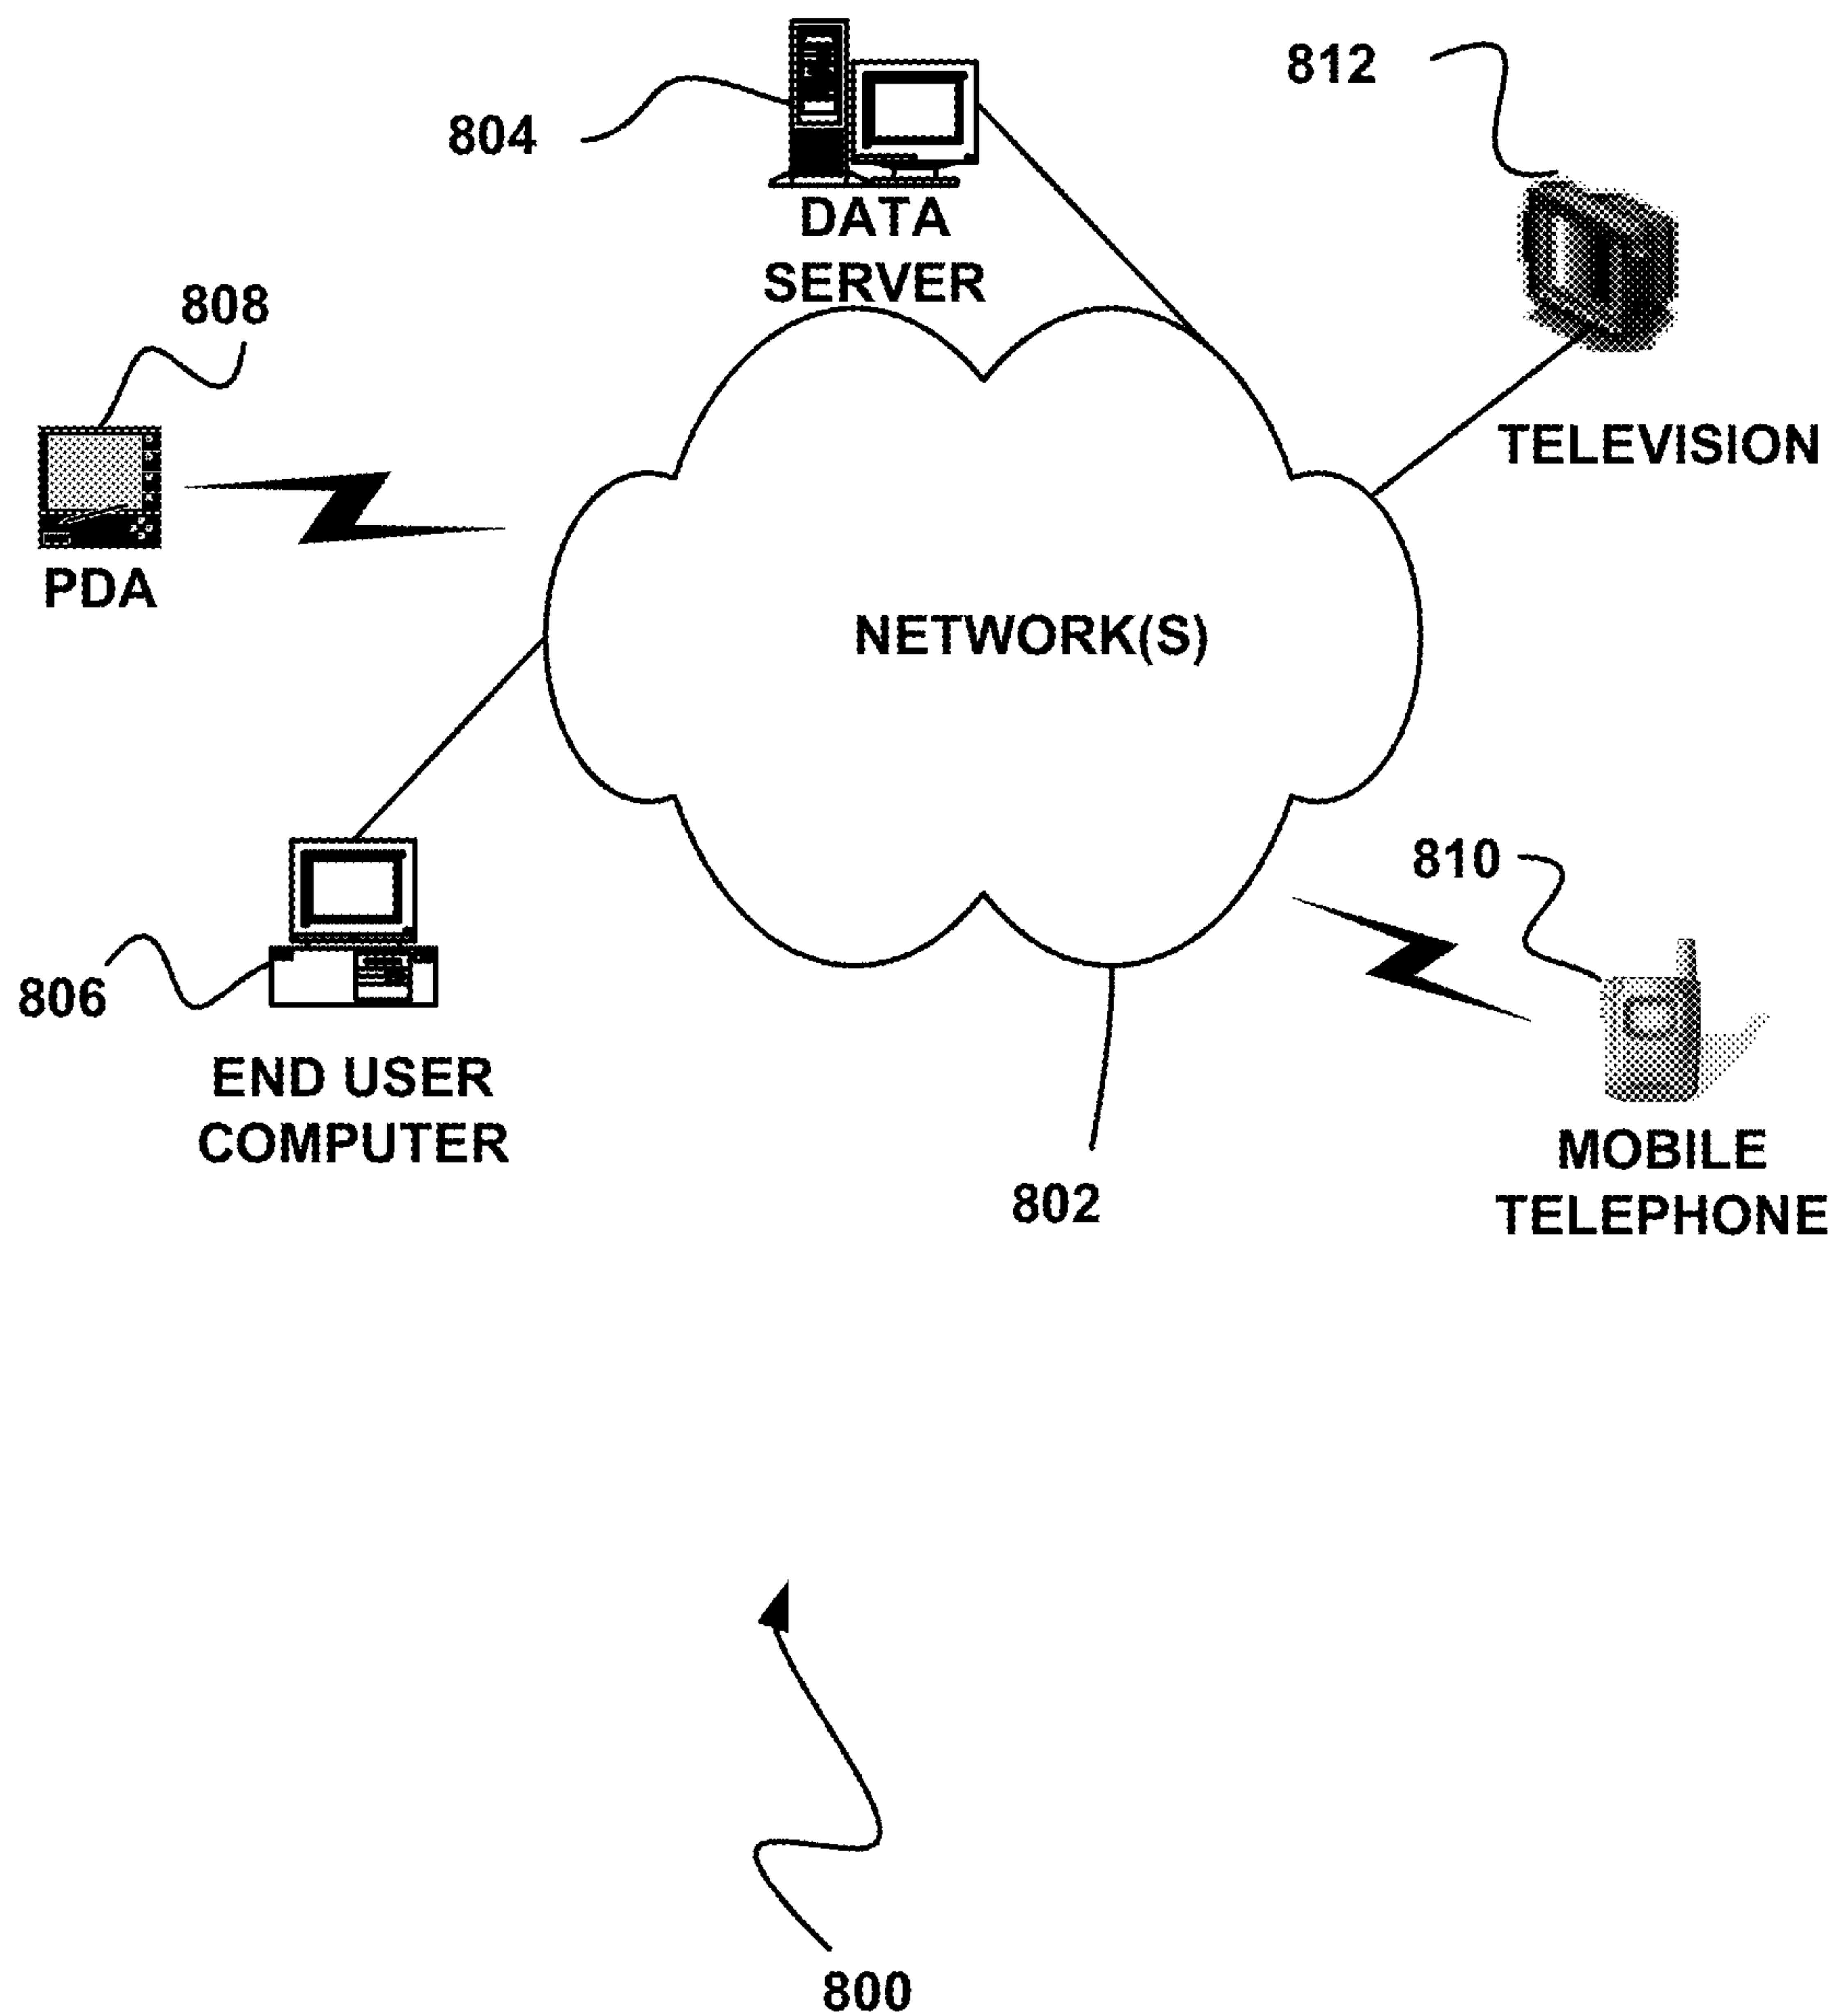 812
804
DATA
SERVER
808
TELEVISION
PDA
NETWORK(S)
810
806
END USER
COMPUTER
MOBILE
TELEPHONE
802
800